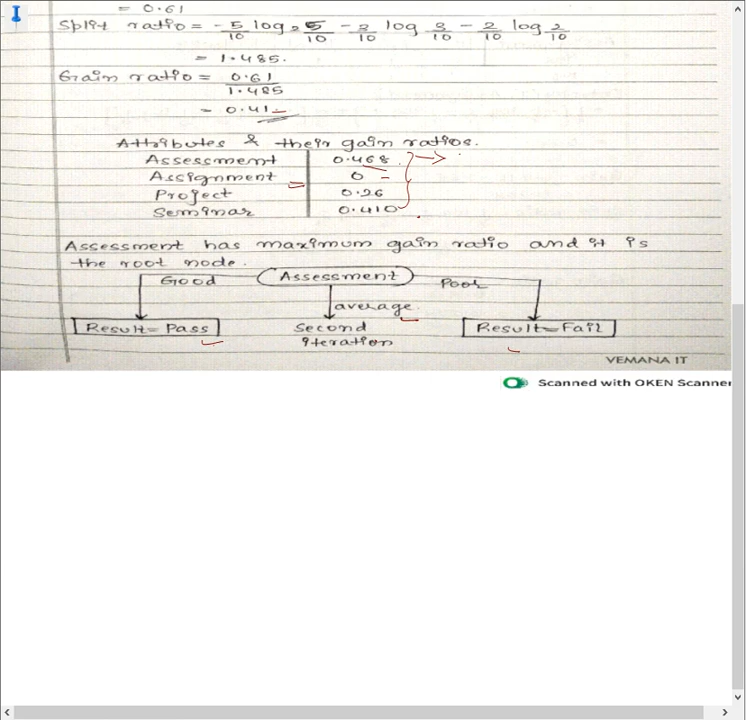 = 0.61
Split ratio = -5/10 log2 5/10 - 3/10 log 3/10 - 2/10 log 2/10
= 1.485.
Gain ratio = 0.61/1.485
= 0.41
Attributes & their gain ratios.
Assessment 0.468
Assignment 0
Project 0.26
Seminar 0.410
Assessment has maximum gain ratio and it is
the root node.
Good Assessment Poor
average
Result=Pass Second Result=Fail
iteration
VEMANA IT
Scanned with OKEN Scanner